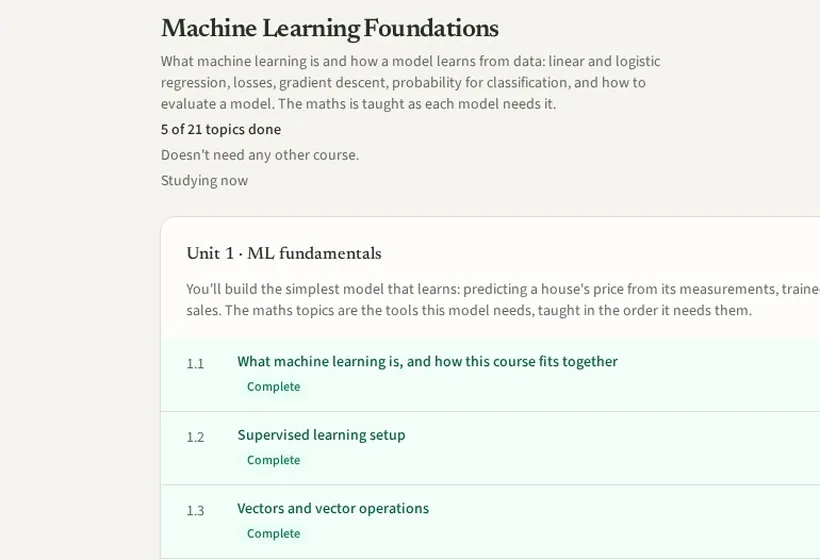 Machine Learning Foundations
What machine learning is and how a model learns from data: linear and logistic
regression, losses, gradient descent, probability for classification, and how to
evaluate a model. The maths is taught as each model needs it.
5 of 21 topics done
Doesn't need any other course.
Studying now
Unit 1 · ML fundamentals
You'll build the simplest model that learns: predicting a house's price from its measurements,
sales. The maths topics are the tools this model needs, taught in the order it needs them.
1.1 What machine learning is, and how this course fits together
Complete
1.2 Supervised learning setup
Complete
1.3 Vectors and vector operations
Complete